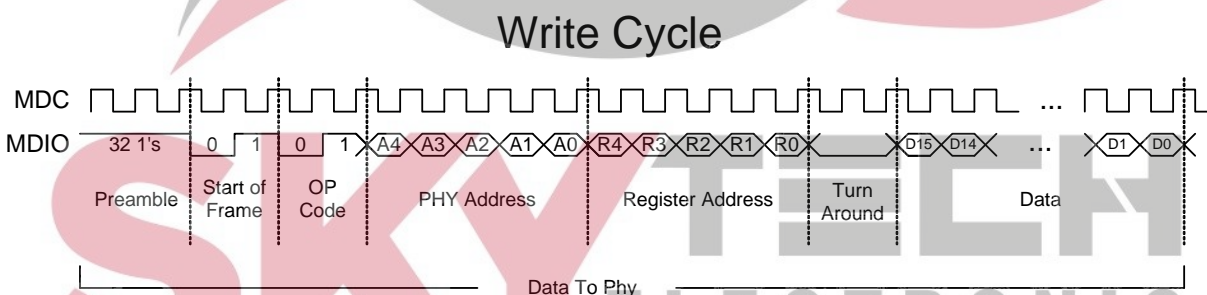 Write Cycle
MDC ...
MDIO 32 1's 0 1 0 1 A4 A3 A2 A1 A0 R4 R3 R2 R1 R0 D15 D14 ... D1 D0
Preamble Start of Frame OP Code PHY Address Register Address Turn Around Data
Data To Phy
SKYTECH